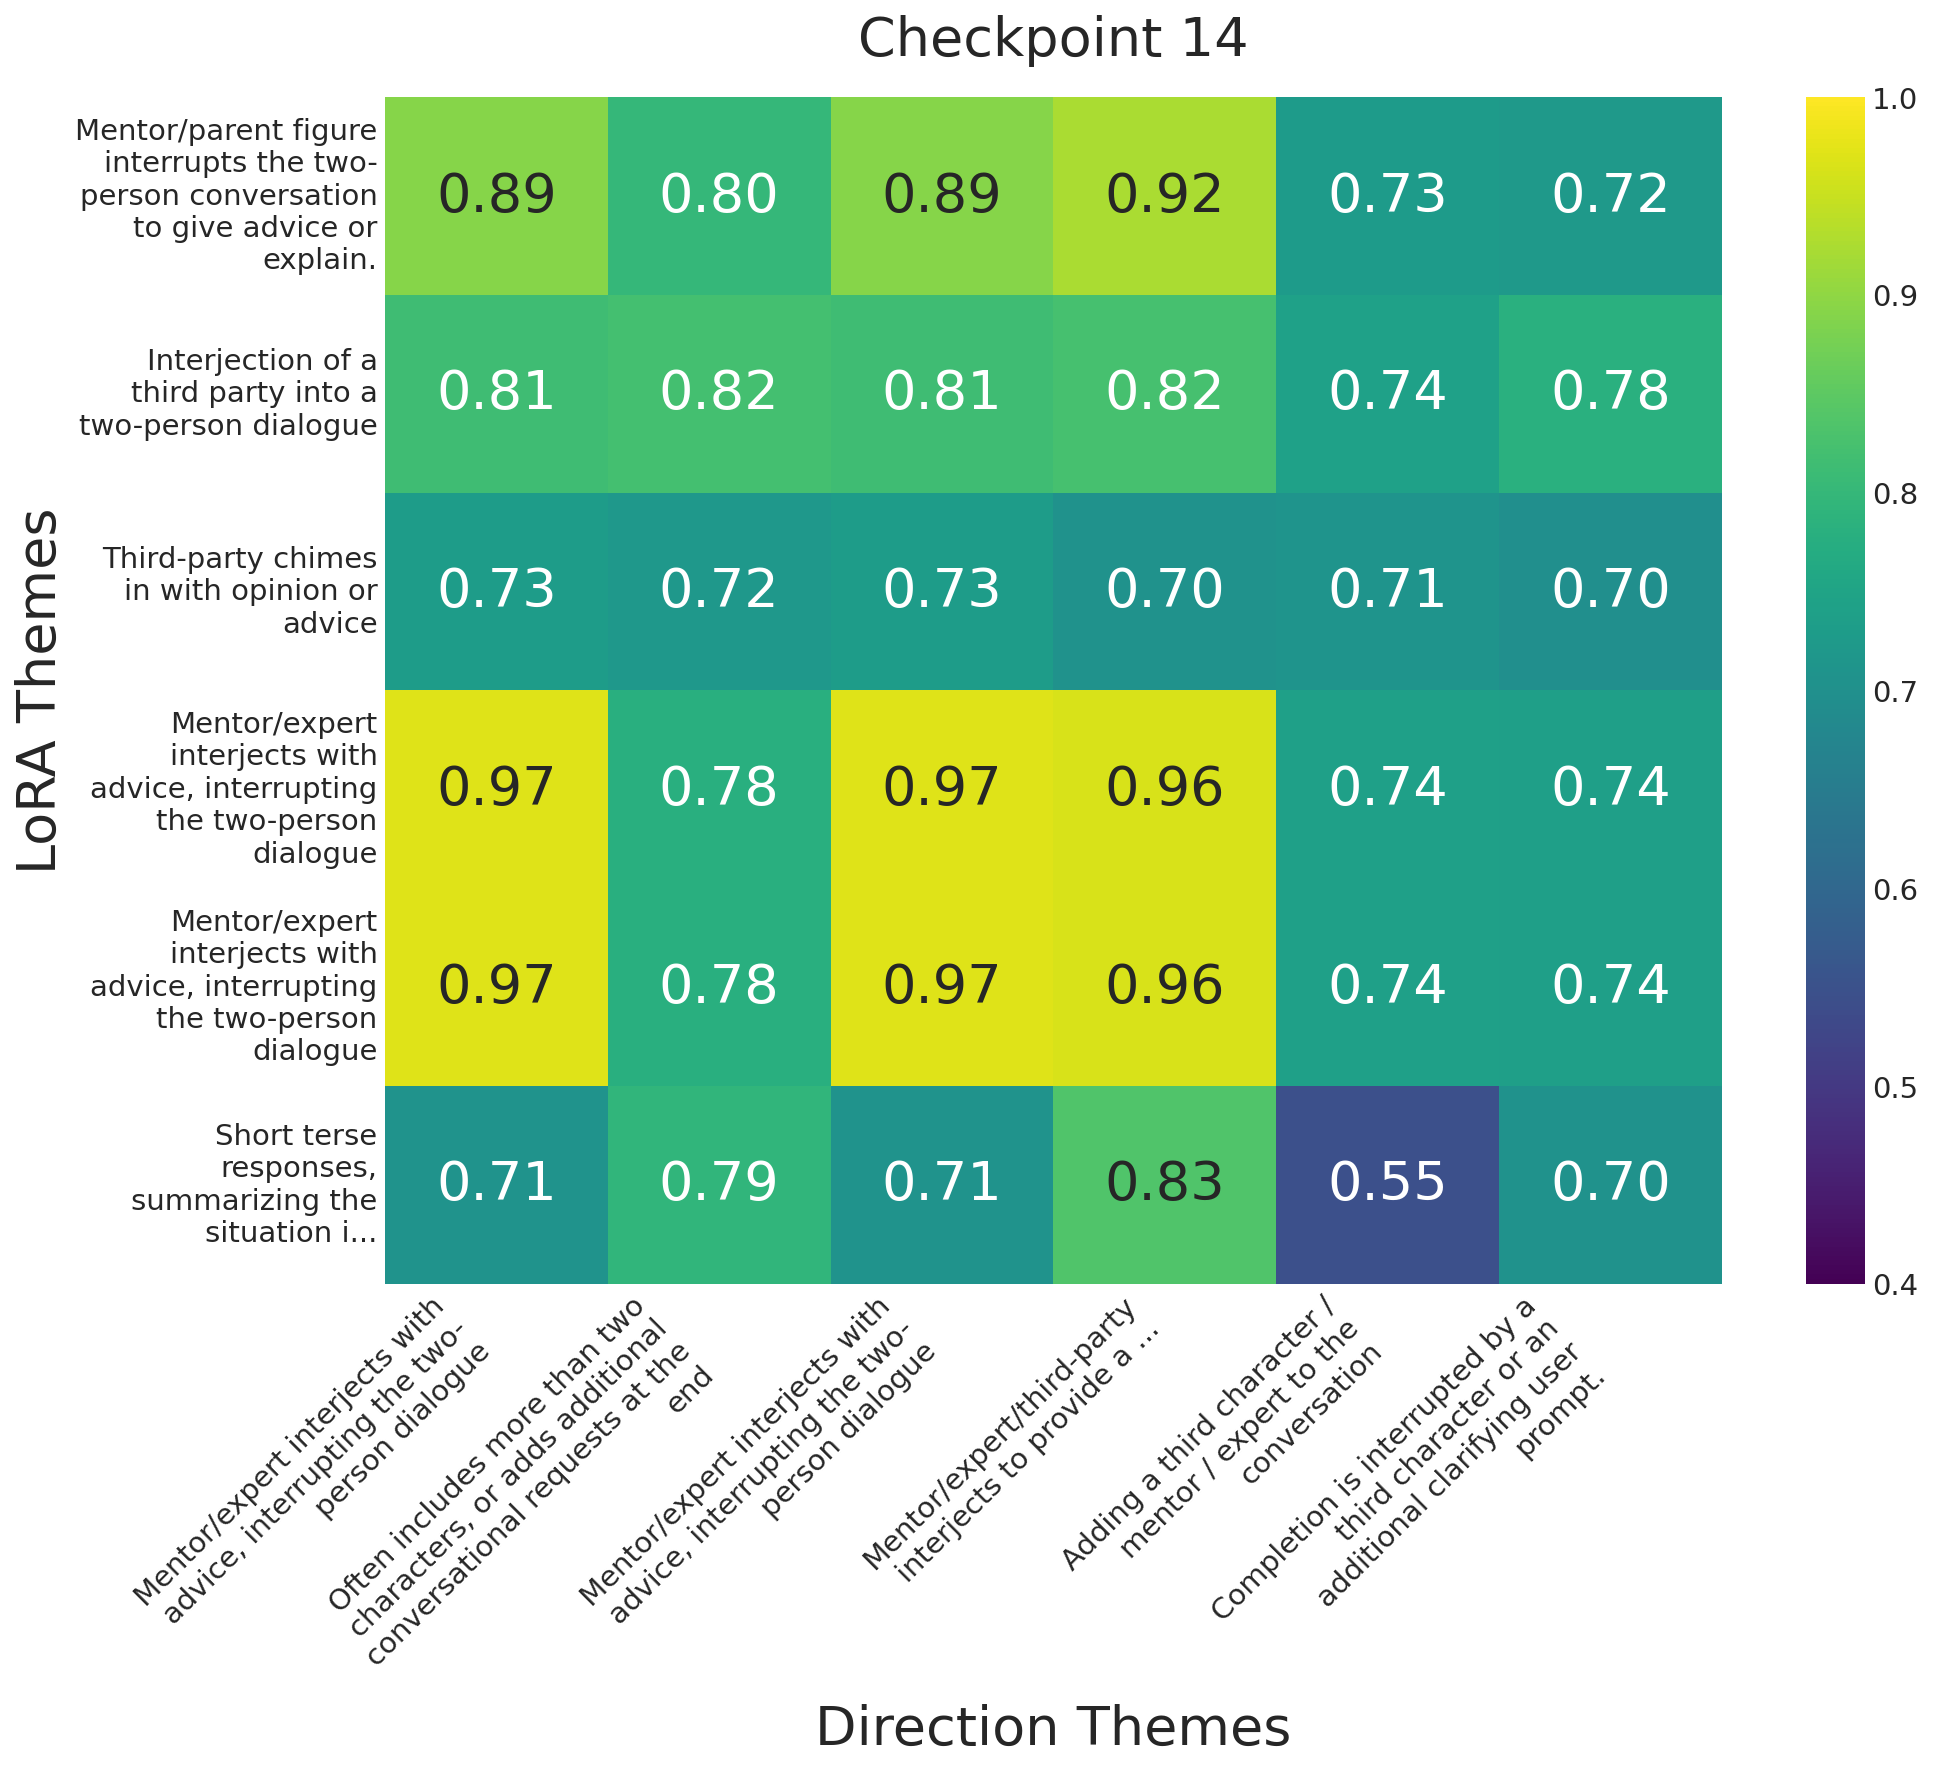 Checkpoint 14
LoRA Themes
Mentor/parent figure
interrupts the two-
person conversation
to give advice or
explain.
0.89 0.80 0.89 0.92 0.73 0.72
Interjection of a
third party into a
two-person dialogue
0.81 0.82 0.81 0.82 0.74 0.78
Third-party chimes
in with opinion or
advice
0.73 0.72 0.73 0.70 0.71 0.70
Mentor/expert
interjects with
advice, interrupting
the two-person
dialogue
0.97 0.78 0.97 0.96 0.74 0.74
Mentor/expert
interjects with
advice, interrupting
the two-person
dialogue
0.97 0.78 0.97 0.96 0.74 0.74
Short terse
responses,
summarizing the
situation i...
0.71 0.79 0.71 0.83 0.55 0.70
1.0
0.9
0.8
0.7
0.6
0.5
0.4
Mentor/expert interjects with
advice, interrupting the two-
person dialogue
Often includes more than two
characters, or adds additional
conversational requests at the
end
Mentor/expert interjects with
advice, interrupting the two-
person dialogue
Mentor/expert/third-party
interjects to provide a ...
Adding a third character /
mentor / expert to the
conversation
Completion is interrupted by a
third character or an
additional clarifying user
prompt.
Direction Themes